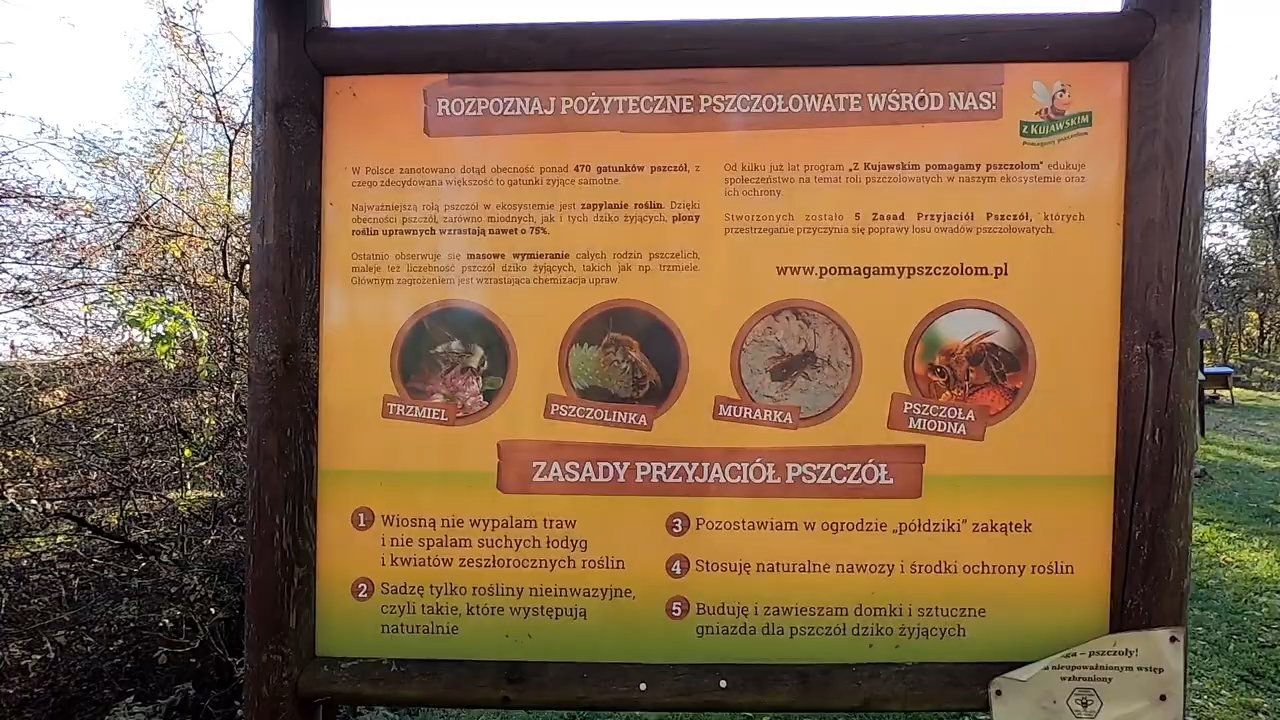 ROZPOZNAJ POŻYTECZNE PSZCZOŁOWATE WŚRÓD NAS!
Z KUJAWSKIM
pomagamy pszczołom
W Polsce zanotowano dotąd obecność ponad 470 gatunków pszczół, z
czego zdecydowana większość to gatunki żyjące samotne.
Najważniejszą rolą pszczół w ekosystemie jest zapylanie roślin. Dzięki
obecności pszczół, zarówno miodnych, jak i tych dziko żyjących, plony
roślin uprawnych wzrastają nawet o 75%.
Ostatnio obserwuje się masowe wymieranie całych rodzin pszczelich,
maleje też liczebność pszczół dziko żyjących, takich jak np. trzmiele.
Głównym zagrożeniem jest wzrastająca chemizacja upraw.
Od kilku już lat program „Z Kujawskim pomagamy pszczołom" edukuje
społeczeństwo na temat roli pszczołowatych w naszym ekosystemie oraz
ich ochrony.
Stworzonych zostało 5 Zasad Przyjaciół Pszczół, których
przestrzeganie przyczynia się poprawy losu owadów pszczołowatych.
www.pomagamypszczolom.pl
TRZMIEL
PSZCZOLINKA
MURARKA
PSZCZOŁA
MIODNA
ZASADY PRZYJACIÓŁ PSZCZÓŁ
1 Wiosną nie wypalam traw
i nie spalam suchych łodyg
i kwiatów zeszłorocznych roślin
2 Sadzę tylko rośliny nieinwazyjne,
czyli takie, które występują
naturalnie
3 Pozostawiam w ogrodzie „półdziki" zakątek
4 Stosuję naturalne nawozy i środki ochrony roślin
5 Buduję i zawieszam domki i sztuczne
gniazda dla pszczół dziko żyjących
– pszczoły!
nieupoważnionym wstęp
wzbroniony